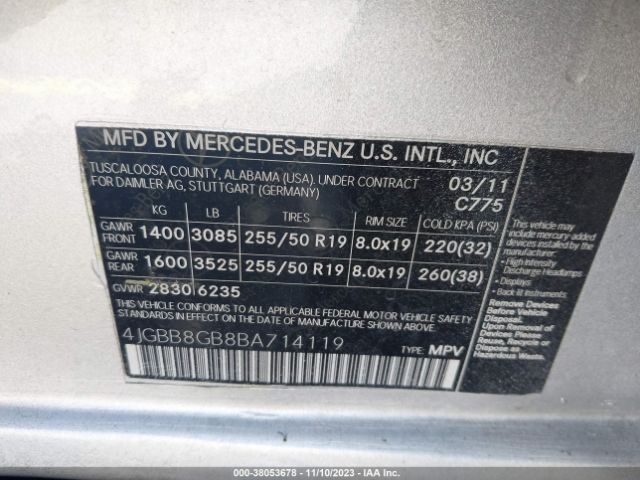 MFD BY MERCEDES-BENZ U.S. INTL., INC
TUSCALOOSA COUNTY, ALABAMA (USA). UNDER CONTRACT
FOR DAIMLER AG, STUTTGART (GERMANY)
03/11
C775
KG LB TIRES RIM SIZE COLD KPA (PSI)
GAWR FRONT 1400 3085 255/50 R19 8.0x19 220(32)
GAWR REAR 1600 3525 255/50 R19 8.0x19 260(38)
GVWR 2830 6235
THIS VEHICLE CONFORMS TO ALL APPLICABLE FEDERAL MOTOR VEHICLE SAFETY
STANDARDS IN EFFECT ON THE DATE OF MANUFACTURE SHOWN ABOVE.
4JGBB8GB8BA714119
TYPE: MPV
This vehicle may
include mercury added
devices installed by the
manufacturer:
- High Intensity
Discharge Headlamps
- Displays
- Back lit Instruments
Remove Devices
Before Vehicle
Disposal.
Upon Removal of
Devices Please
Reuse, Recycle or
Dispose as
Hazardous Waste.
000-38053678 - 11/10/2023 - IAA Inc.